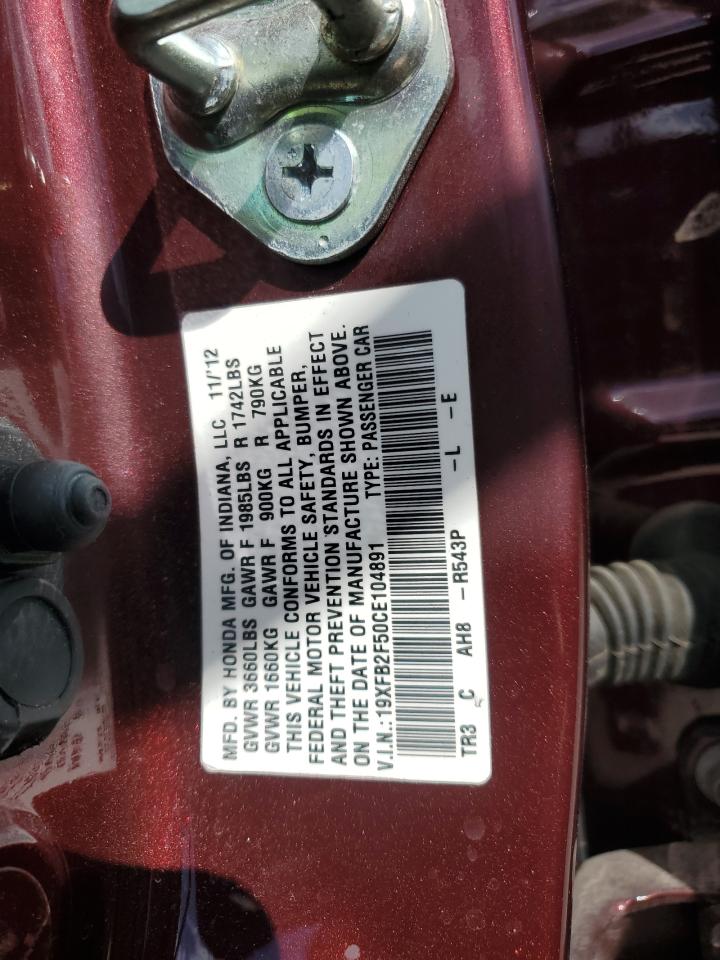 MFD. BY HONDA MFG. OF INDIANA, LLC 11/'12
GVWR 3660LBS GAWR F 1985LBS R 1742LBS
GVWR 1660KG GAWR F 900KG R 790KG
THIS VEHICLE CONFORMS TO ALL APPLICABLE
FEDERAL MOTOR VEHICLE SAFETY, BUMPER,
AND THEFT PREVENTION STANDARDS IN EFFECT
ON THE DATE OF MANUFACTURE SHOWN ABOVE.
V.I.N.:19XFB2F50CE104891 TYPE: PASSENGER CAR
TR3 C AH8 -R543P -L -E